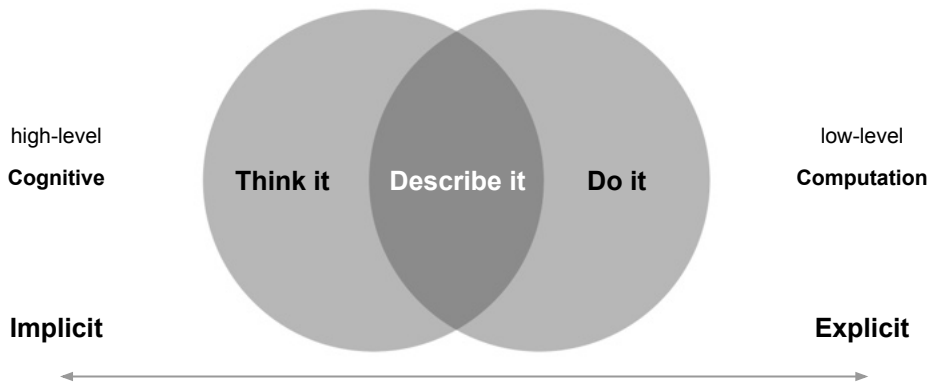 high-level
Cognitive
Think it
Describe it
Do it
low-level
Computation
Implicit
Explicit